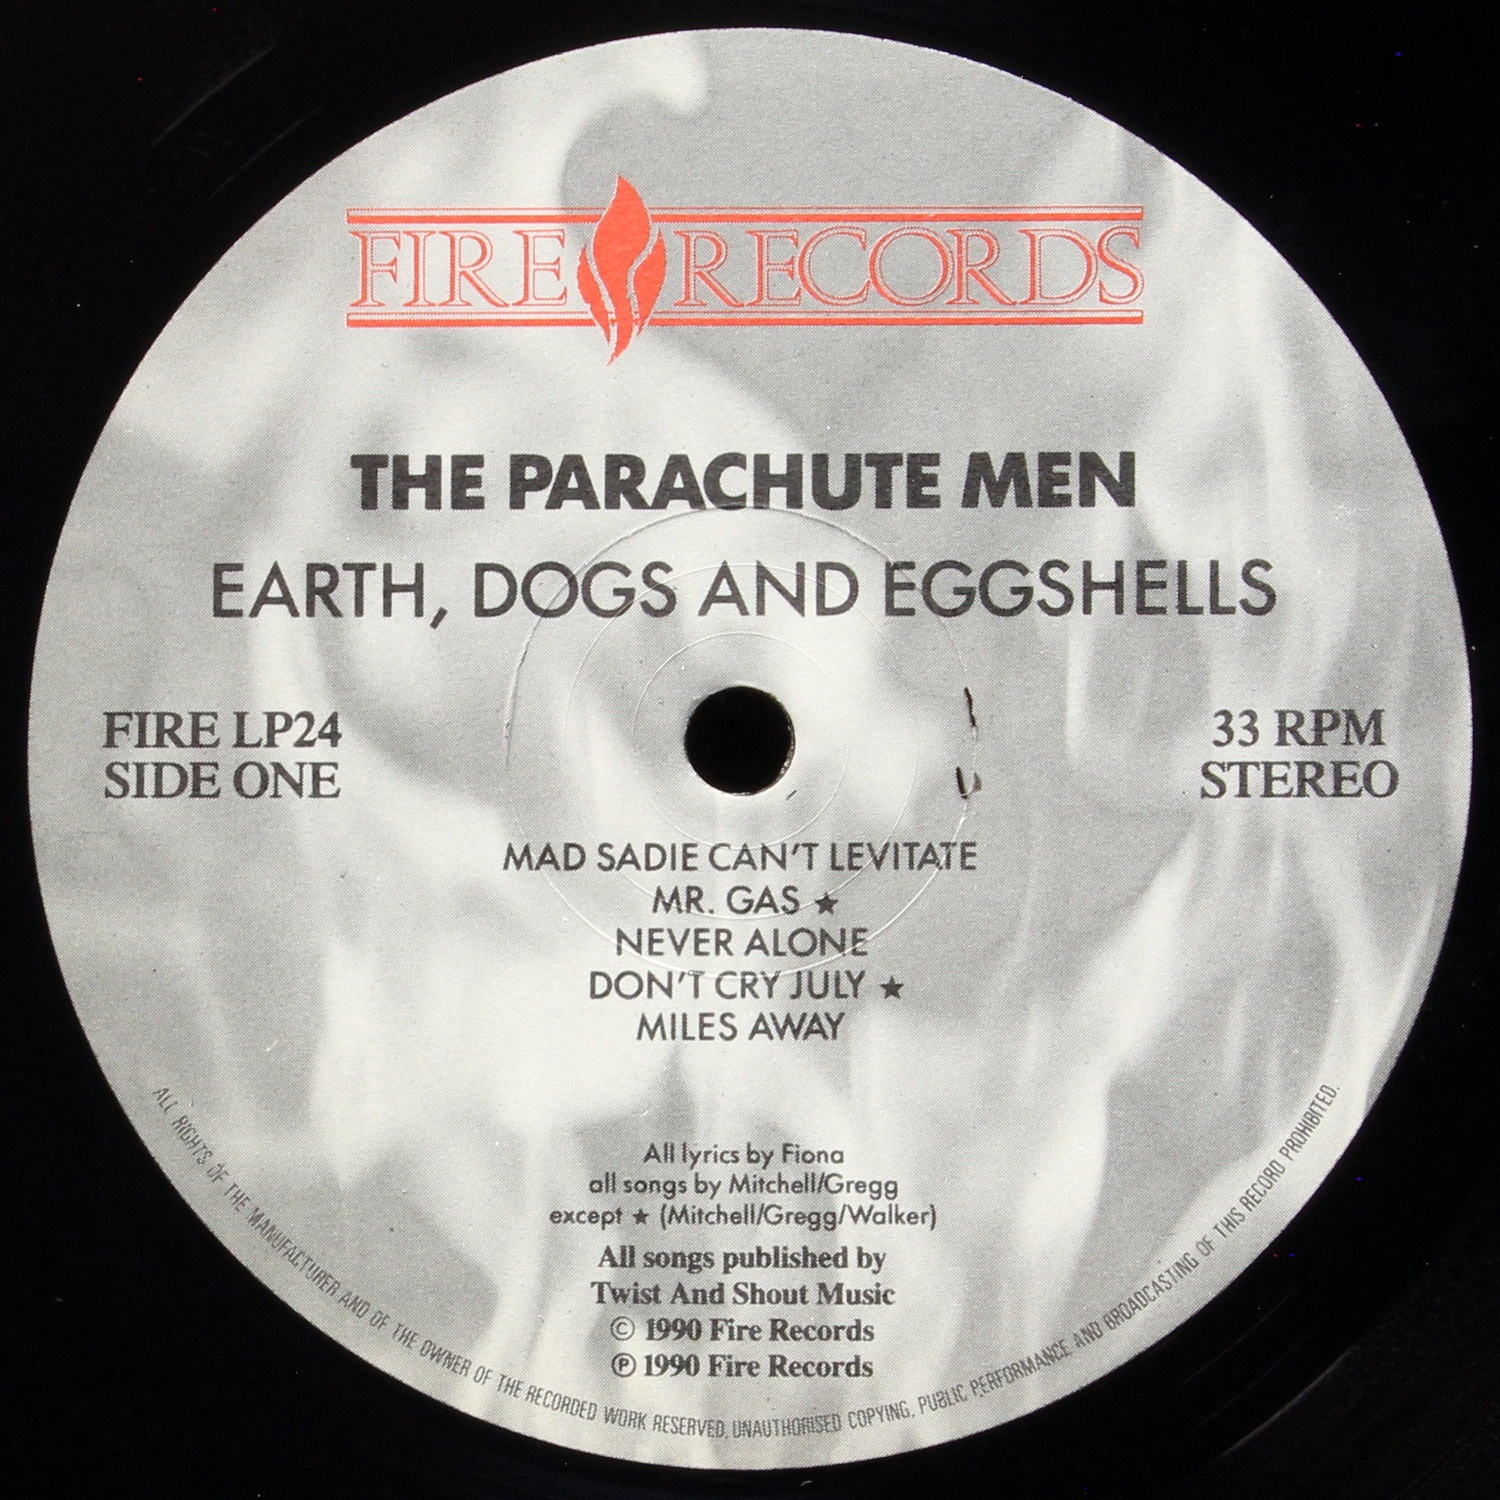 FIRE RECORDS
THE PARACHUTE MEN
EARTH, DOGS AND EGGSHELLS
FIRE LP24
SIDE ONE
33 RPM
STEREO
MAD SADIE CAN'T LEVITATE
MR. GAS ★
NEVER ALONE
DON'T CRY JULY ★
MILES AWAY
All lyrics by Fiona
all songs by Mitchell/Gregg
except ★ (Mitchell/Gregg/Walker)
All songs published by
Twist And Shout Music
© 1990 Fire Records
℗ 1990 Fire Records
ALL RIGHTS OF THE MANUFACTURER AND OF THE OWNER OF THE RECORDED WORK RESERVED, UNAUTHORISED COPYING, PUBLIC PERFORMANCE AND BROADCASTING OF THIS RECORD PROHIBITED.